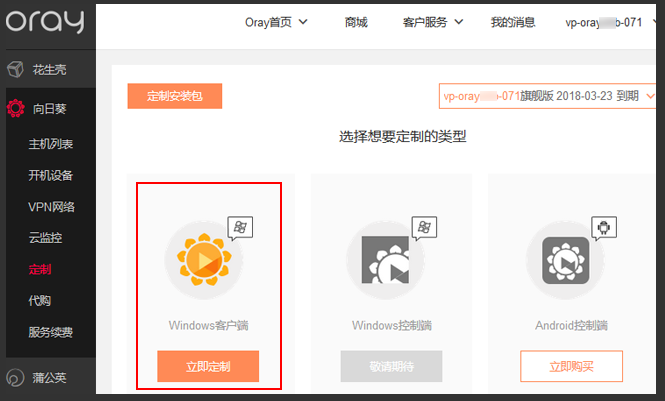 oray
Oray首页 商城 客户服务 我的消息 vp-oray b-071
花生壳
向日葵
主机列表
开机设备
VPN网络
云监控
定制
代购
服务续费
蒲公英
定制安装包
vp-oray b-071旗舰版 2018-03-23 到期
选择想要定制的类型
Windows客户端
立即定制
Windows控制端
敬请期待
Android控制端
立即购买